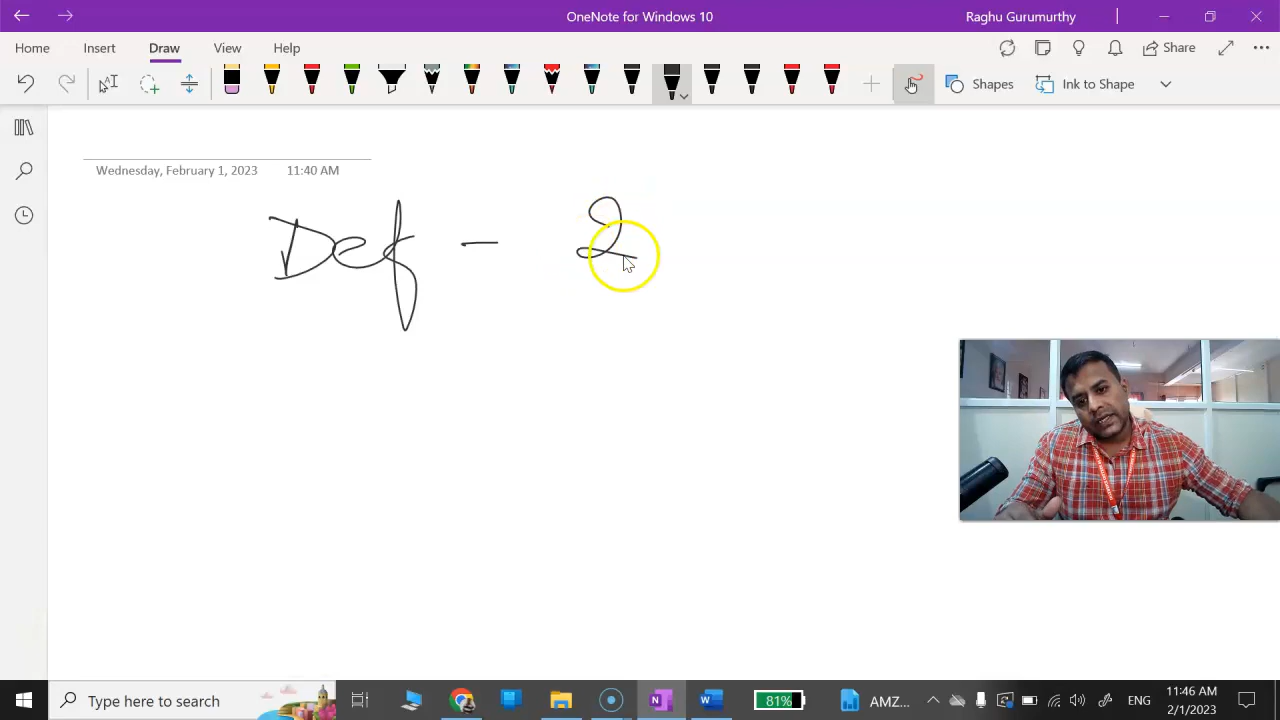 OneNote for Windows 10
Raghu Gurumurthy
Home Insert Draw View Help
Share
Shapes
Ink to Shape
Wednesday, February 1, 2023 11:40 AM
Def - 2
Type here to search
81%
AMZ...
ENG
11:46 AM
2/1/2023